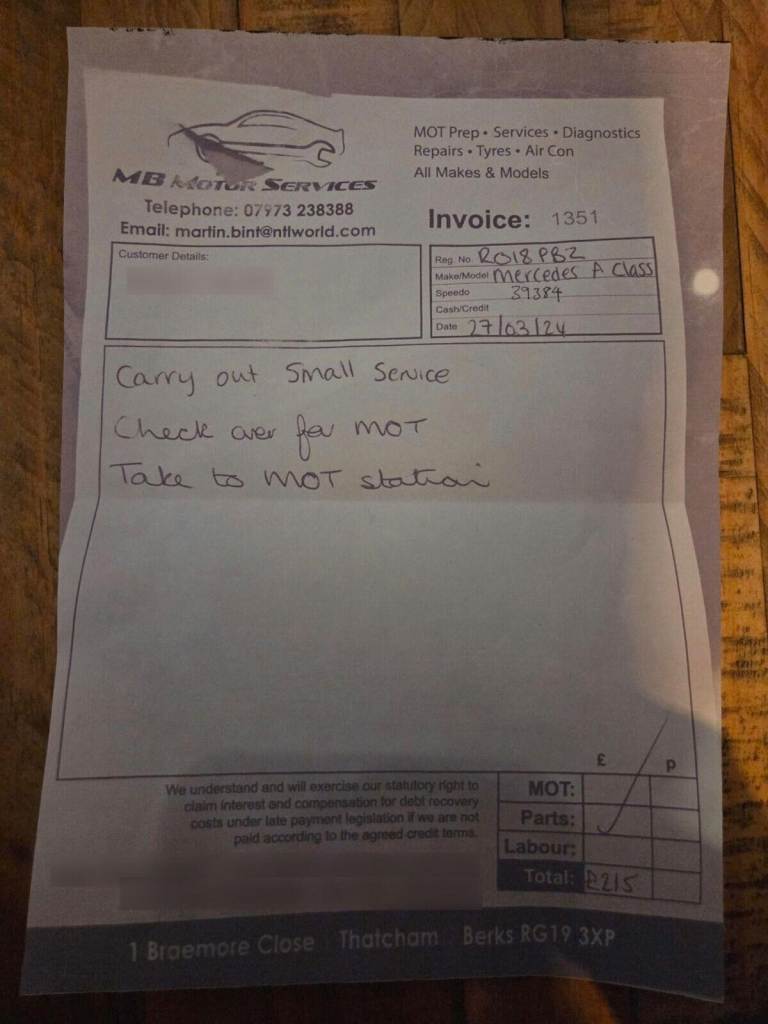 MB MOTOR SERVICES
Telephone: 07973 238388
Email: martin.bint@ntlworld.com
MOT Prep • Services • Diagnostics
Repairs • Tyres • Air Con
All Makes & Models
Invoice: 1351
Customer Details:
Reg. No. RO18 PBZ
Make/Model Mercedes A Class
Speedo 39384
Cash/Credit
Date 27/03/24
Carry out Small Service
Check over for MOT
Take to MOT station
We understand and will exercise our statutory right to
claim interest and compensation for debt recovery
costs under late payment legislation if we are not
paid according to the agreed credit terms.
£ p
MOT:
Parts:
Labour:
Total: £215
1 Braemore Close Thatcham Berks RG19 3XP